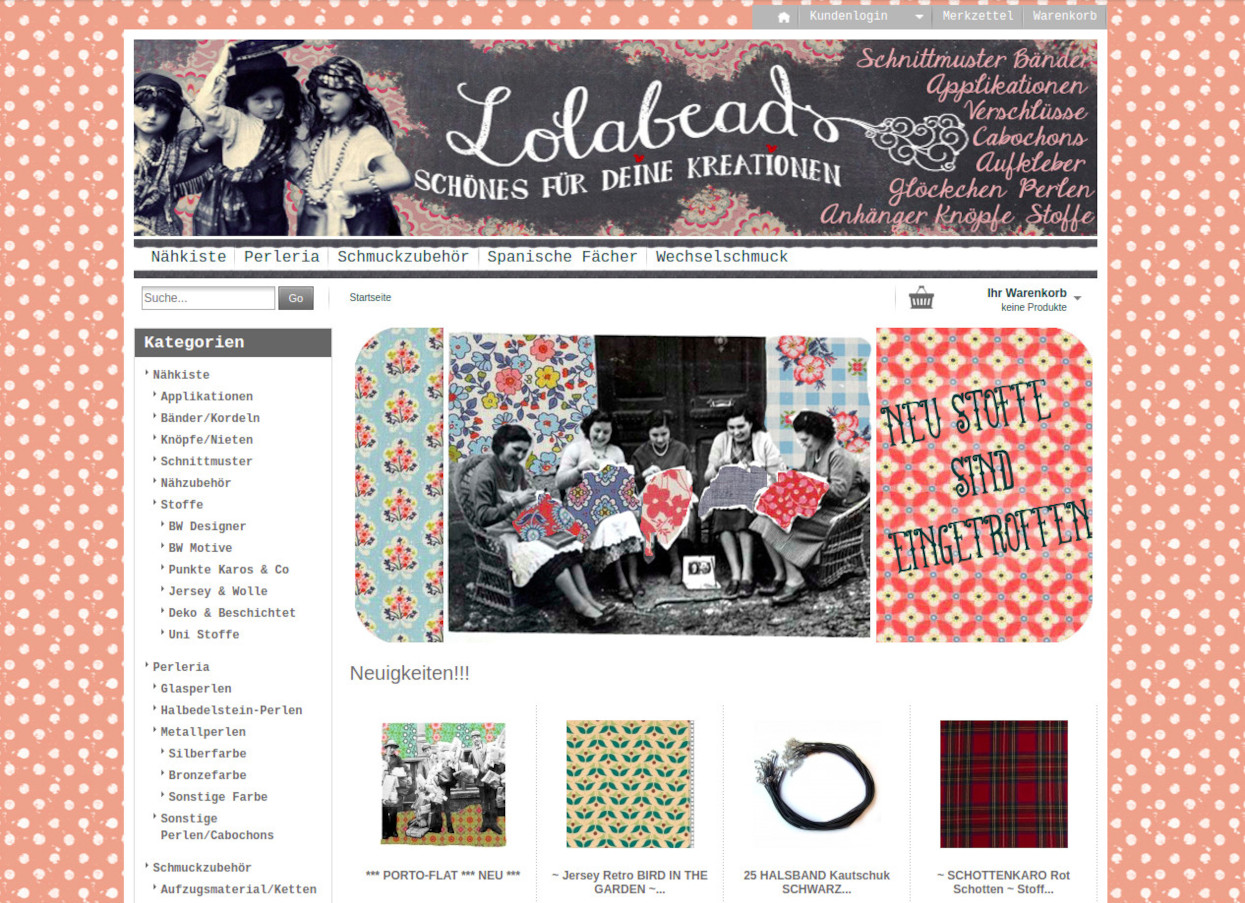 Kundenlogin
Merkzettel
Warenkorb
Lolabead
SCHÖNES FÜR DEINE KREATIONEN
Schnittmuster Bänder
Applikationen
Verschlüsse
Cabochons
Aufkleber
Glöckchen Perlen
Anhänger Knöpfe Stoffe
Nähkiste
Perleria
Schmuckzubehör
Spanische Fächer
Wechselschmuck
Suche...
Go
Startseite
Ihr Warenkorb
keine Produkte
Kategorien
Nähkiste
Applikationen
Bänder/Kordeln
Knöpfe/Nieten
Schnittmuster
Nähzubehör
Stoffe
BW Designer
BW Motive
Punkte Karos & Co
Jersey & Wolle
Deko & Beschichtet
Uni Stoffe
Perleria
Glasperlen
Halbedelstein-Perlen
Metallperlen
Silberfarbe
Bronzefarbe
Sonstige Farbe
Sonstige
Perlen/Cabochons
Schmuckzubehör
Aufzugsmaterial/Ketten
NEU STOFFE
SIND
EINGETROFFEN
Neuigkeiten!!!
*** PORTO-FLAT *** NEU ***
~ Jersey Retro BIRD IN THE
GARDEN ~...
25 HALSBAND Kautschuk
SCHWARZ...
~ SCHOTTENKARO Rot
Schotten ~ Stoff...